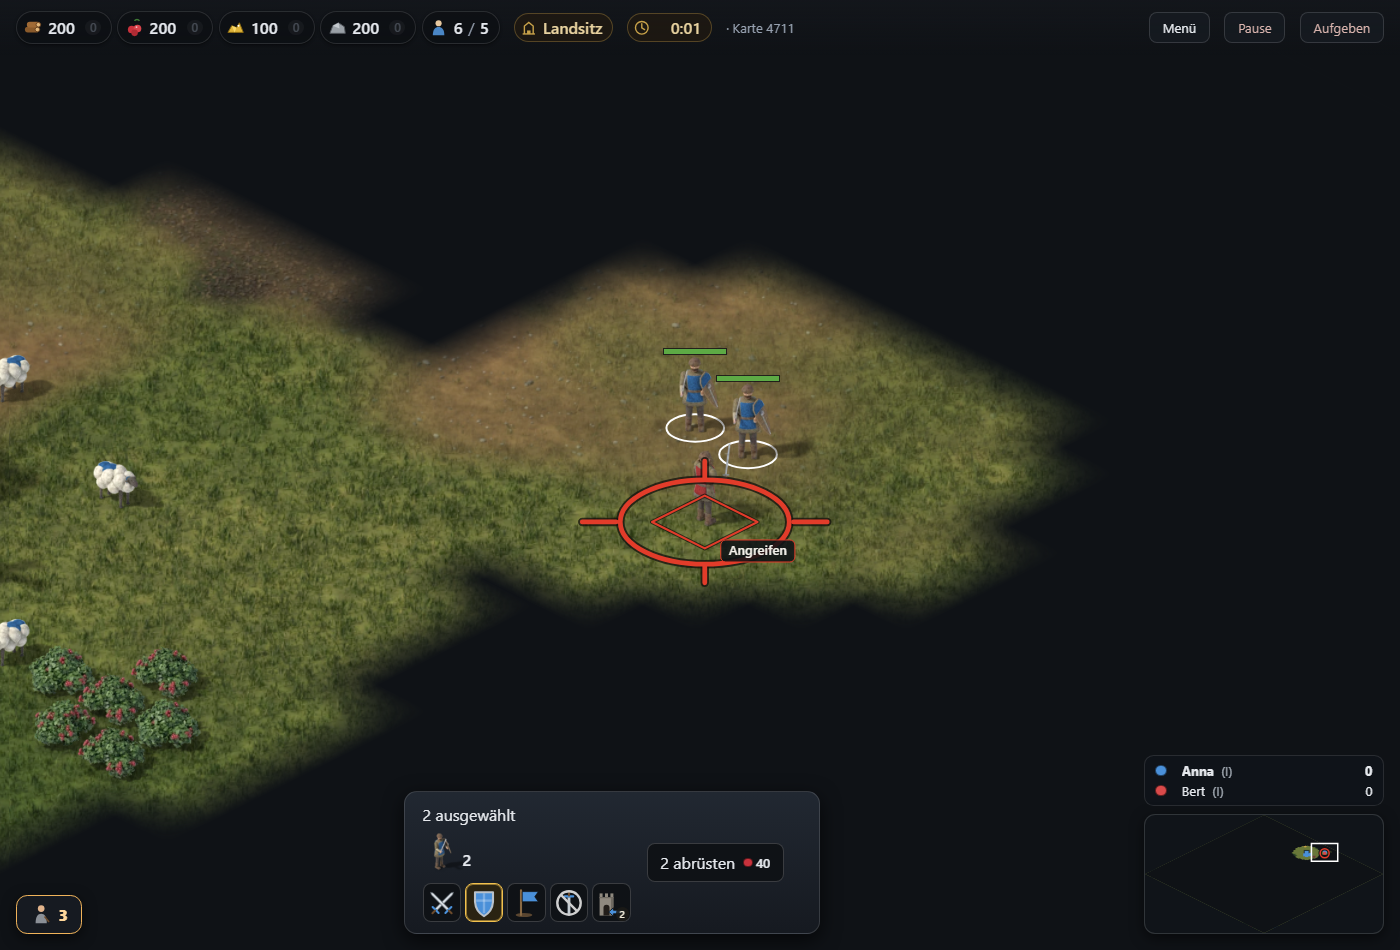 200 0 200 0 100 0 200 0 6 / 5 Landsitz 0:01 · Karte 4711 Menü Pause Aufgeben
Angreifen
Anna (I) 0
Bert (I) 0
2 ausgewählt
2
2 abrüsten 40
2
3